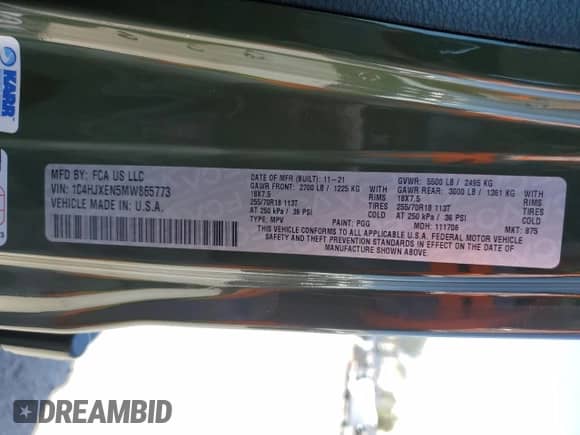 KARR
MFD BY: FCA US LLC
VIN: 1C4HJXEN5MW865773
VEHICLE MADE IN: U.S.A.
DATE OF MFR (BUILT): 11-21
GAWR FRONT: 2700 LB / 1225 KG
18X7.5 RIMS
255/70R18 113T TIRES
AT 250 kPa / 36 PSI COLD
TYPE: MPV PAINT: PGG
GVWR: 5500 LB / 2495 KG
GAWR REAR: 3000 LB / 1361 KG
18X7.5 RIMS
255/70R18 113T TIRES
AT 250 kPa / 36 PSI COLD
MDH: 111706 MKT: 875
THIS VEHICLE CONFORMS TO ALL APPLICABLE U.S.A. FEDERAL MOTOR VEHICLE
SAFETY AND THEFT PREVENTION STANDARDS IN EFFECT ON THE DATE OF
MANUFACTURE SHOWN ABOVE.
DREAMBID